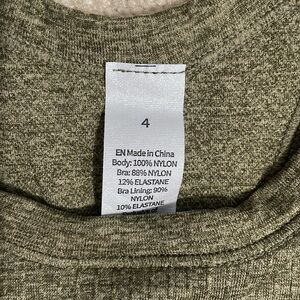 4
EN Made in China
Body: 100% NYLON
Bra: 88% NYLON
12% ELASTANE
Bra Lining: 90%
NYLON
10% ELASTANE